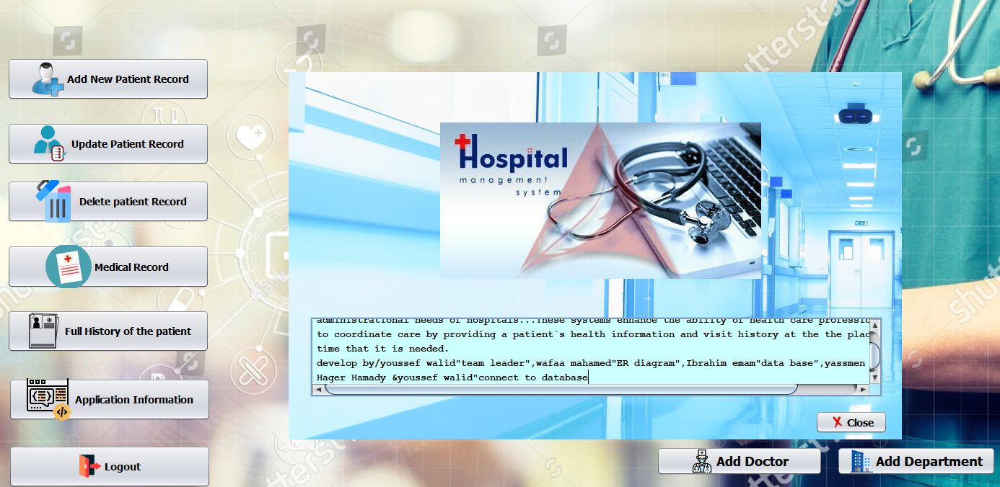 Add New Patient Record
Update Patient Record
Delete patient Record
Medical Record
Full History of the patient
Application Information
Logout
Hospital
management
system
administrational needs of hospitals...These systems enhance the ability of health care professio
to coordinate care by providing a patient`s health information and visit history at the the plac
time that it is needed.
develop by/youssef walid"team leader",wafaa mahamed"ER diagram",Ibrahim emam"data base",yassmen
Hager Hamady &youssef walid"connect to database
X Close
Add Doctor
Add Department
shutterstock